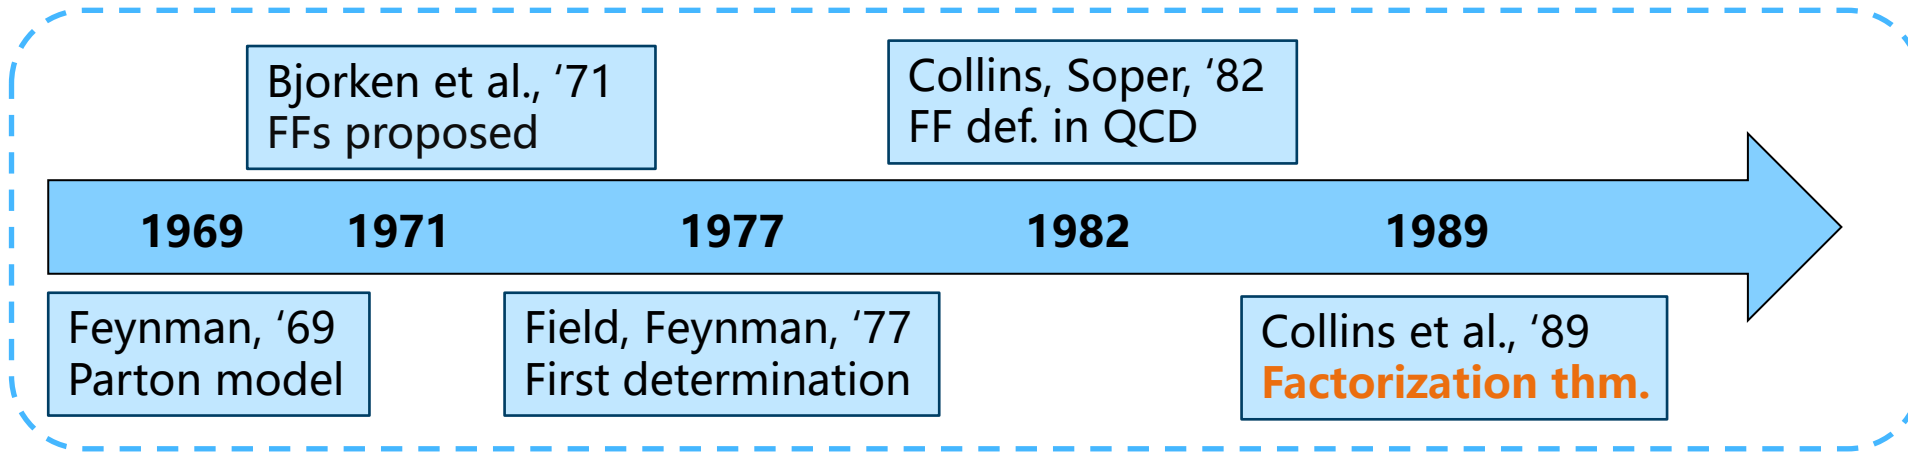 Bjorken et al., ‘71
FFs proposed
Collins, Soper, ‘82
FF def. in QCD
1969 1971 1977 1982 1989
Feynman, ‘69
Parton model
Field, Feynman, ‘77
First determination
Collins et al., ‘89
Factorization thm.